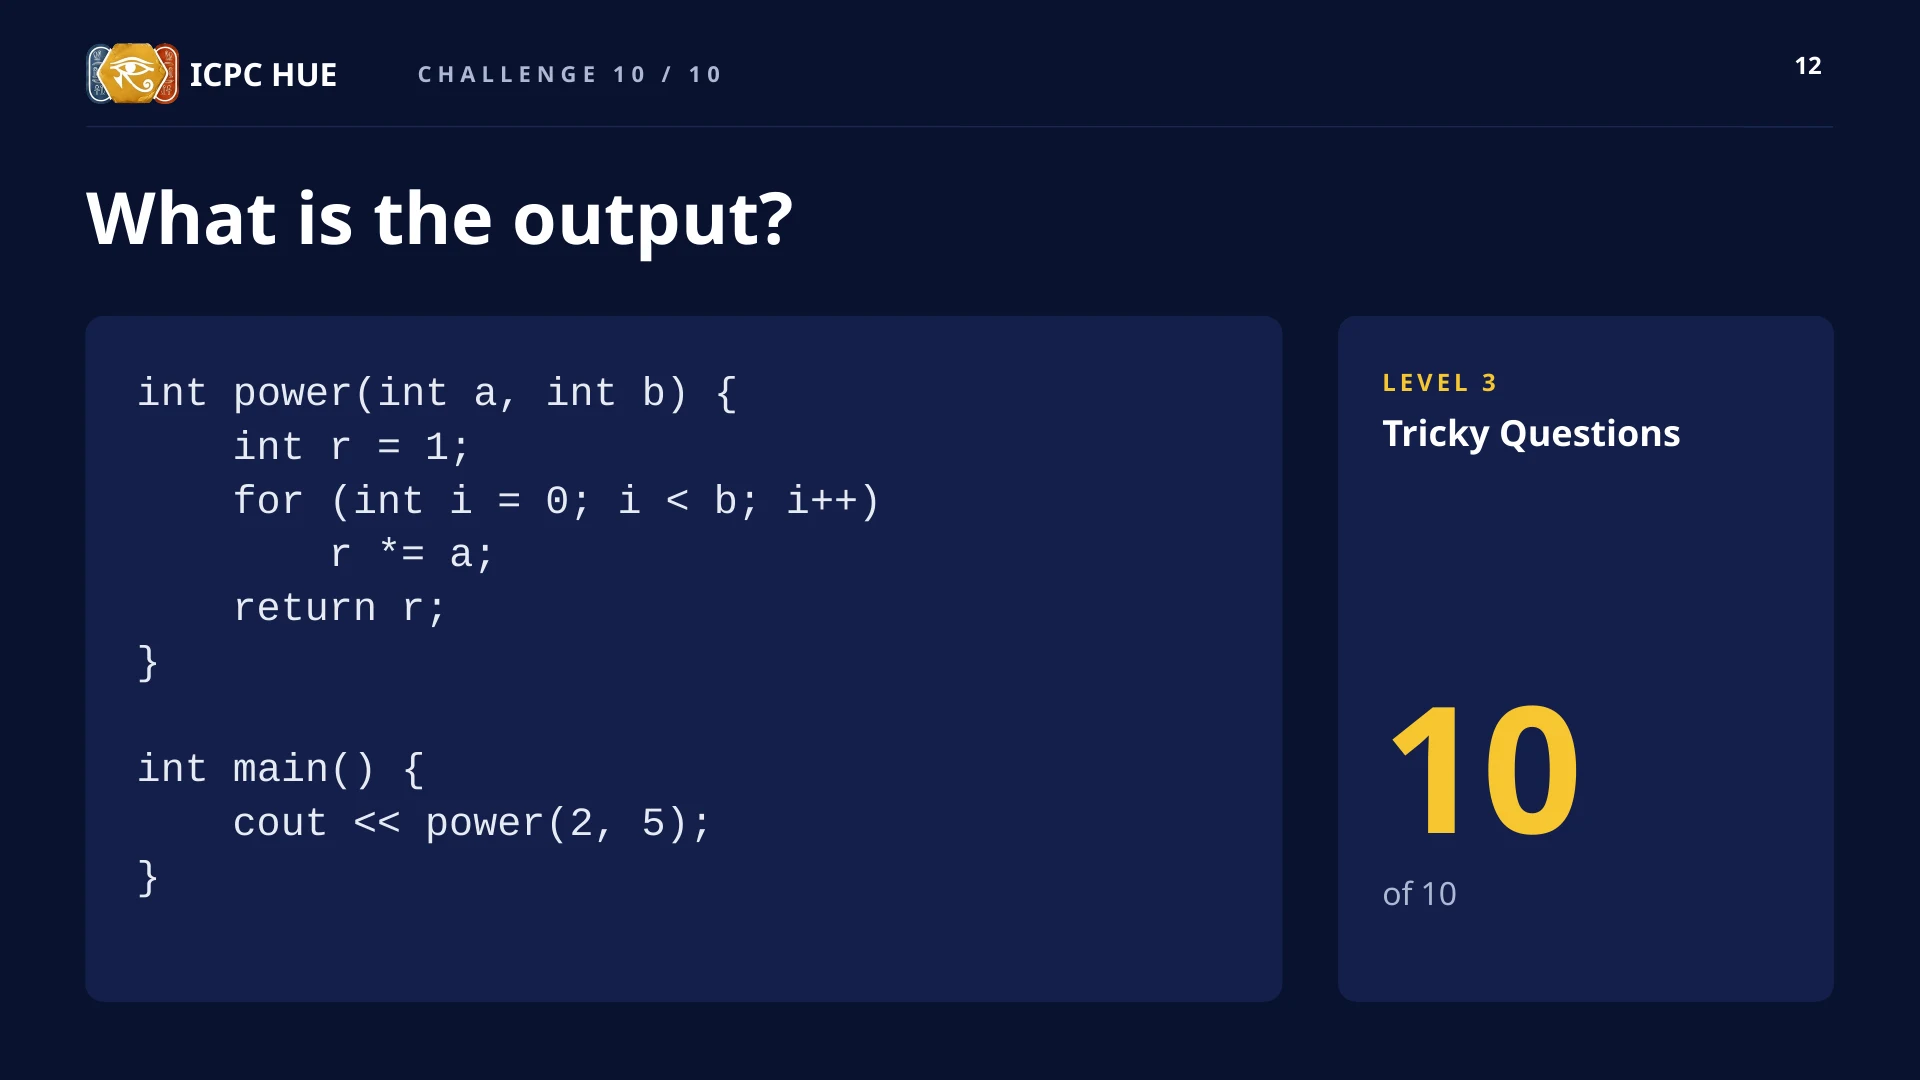 ICPC HUE
CHALLENGE 10 / 10
12
What is the output?
int power(int a, int b) {
    int r = 1;
    for (int i = 0; i < b; i++)
        r *= a;
    return r;
}

int main() {
    cout << power(2, 5);
}
LEVEL 3
Tricky Questions
10
of 10